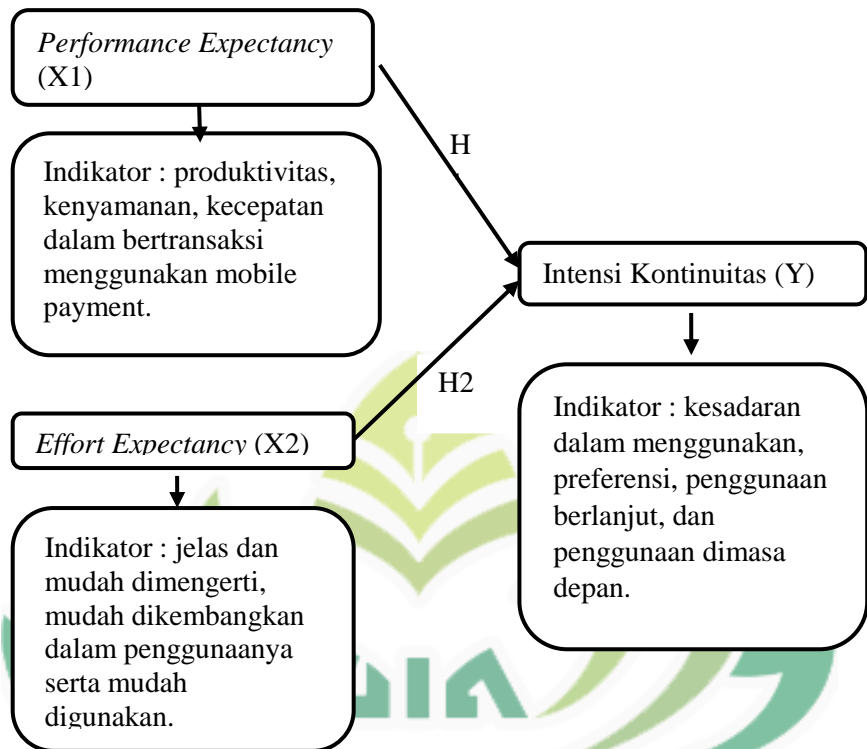 Performance Expectancy
(X1)
Indikator : produktivitas,
kenyamanan, kecepatan
dalam bertransaksi
menggunakan mobile
payment.
H
Intensi Kontinuitas (Y)
H2
Indikator : kesadaran
dalam menggunakan,
preferensi, penggunaan
berlanjut, dan
penggunaan dimasa
depan.
Effort Expectancy (X2)
Indikator : jelas dan
mudah dimengerti,
mudah dikembangkan
dalam penggunaanya
serta mudah
digunakan.